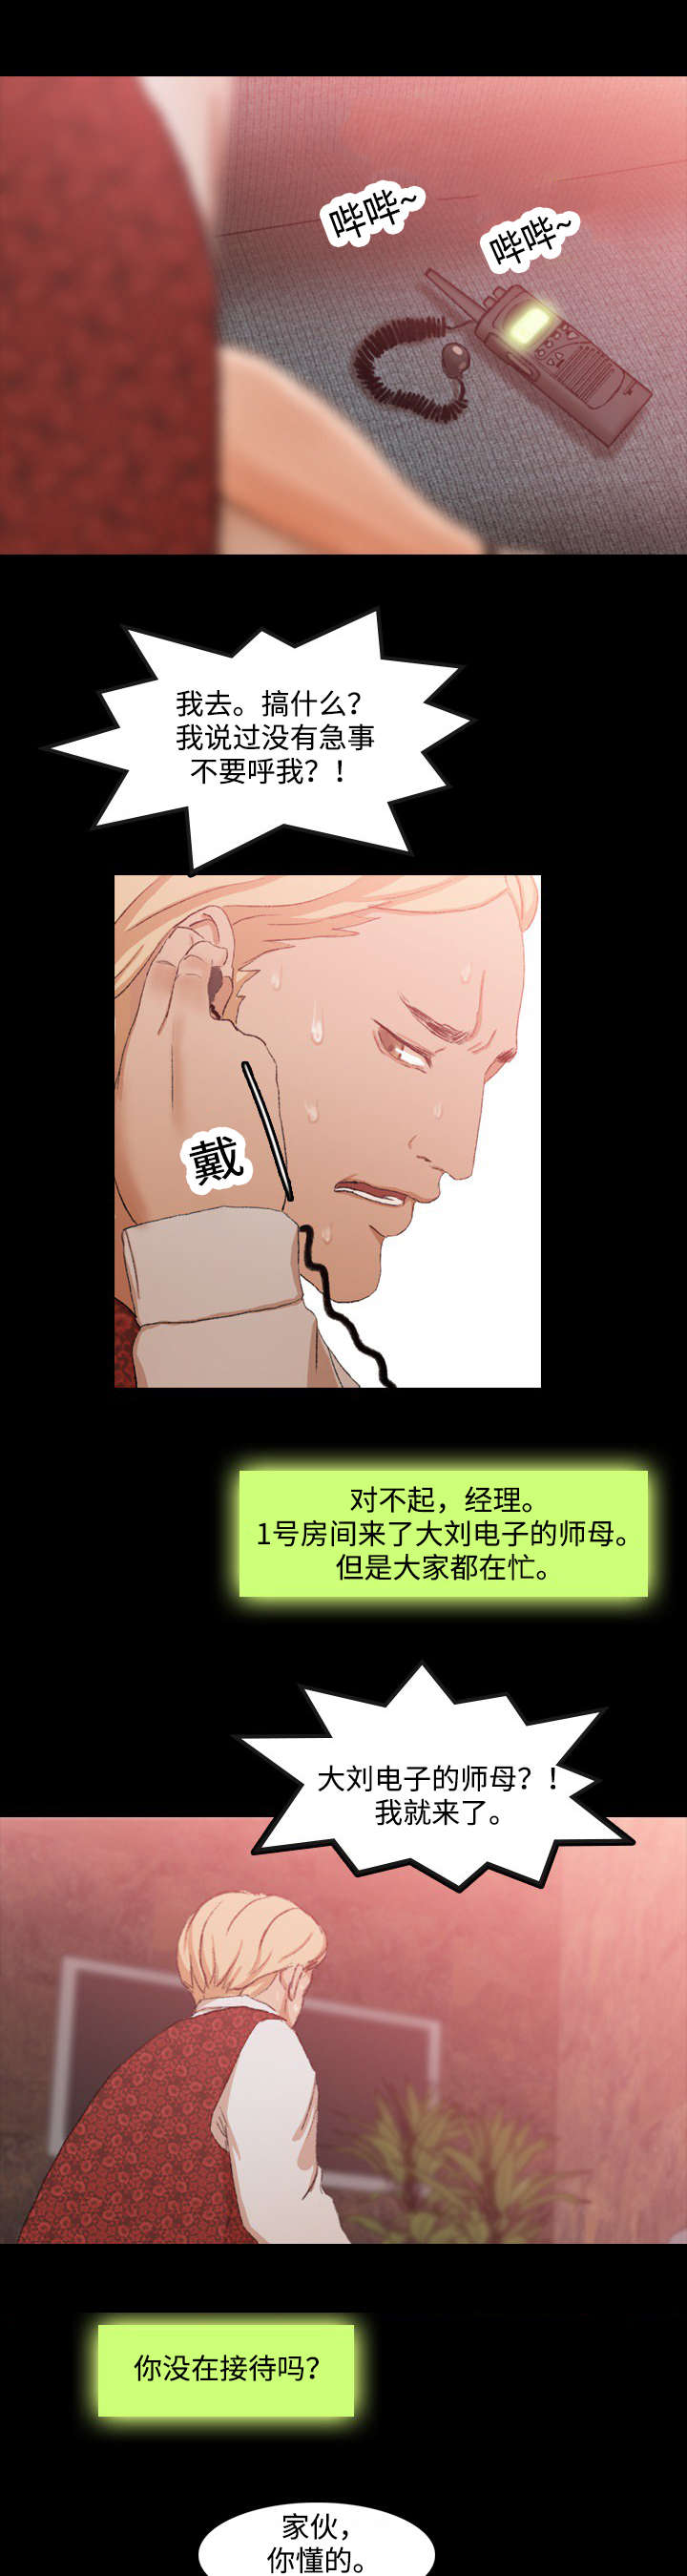 哔哔~
哔哔~
我去。搞什么？
我说过没有急事
不要呼我？！
戴
对不起，经理。
1号房间来了大刘电子的师母。
但是大家都在忙。
大刘电子的师母？！
我就来了。
你没在接待吗？
家伙，
你懂的。